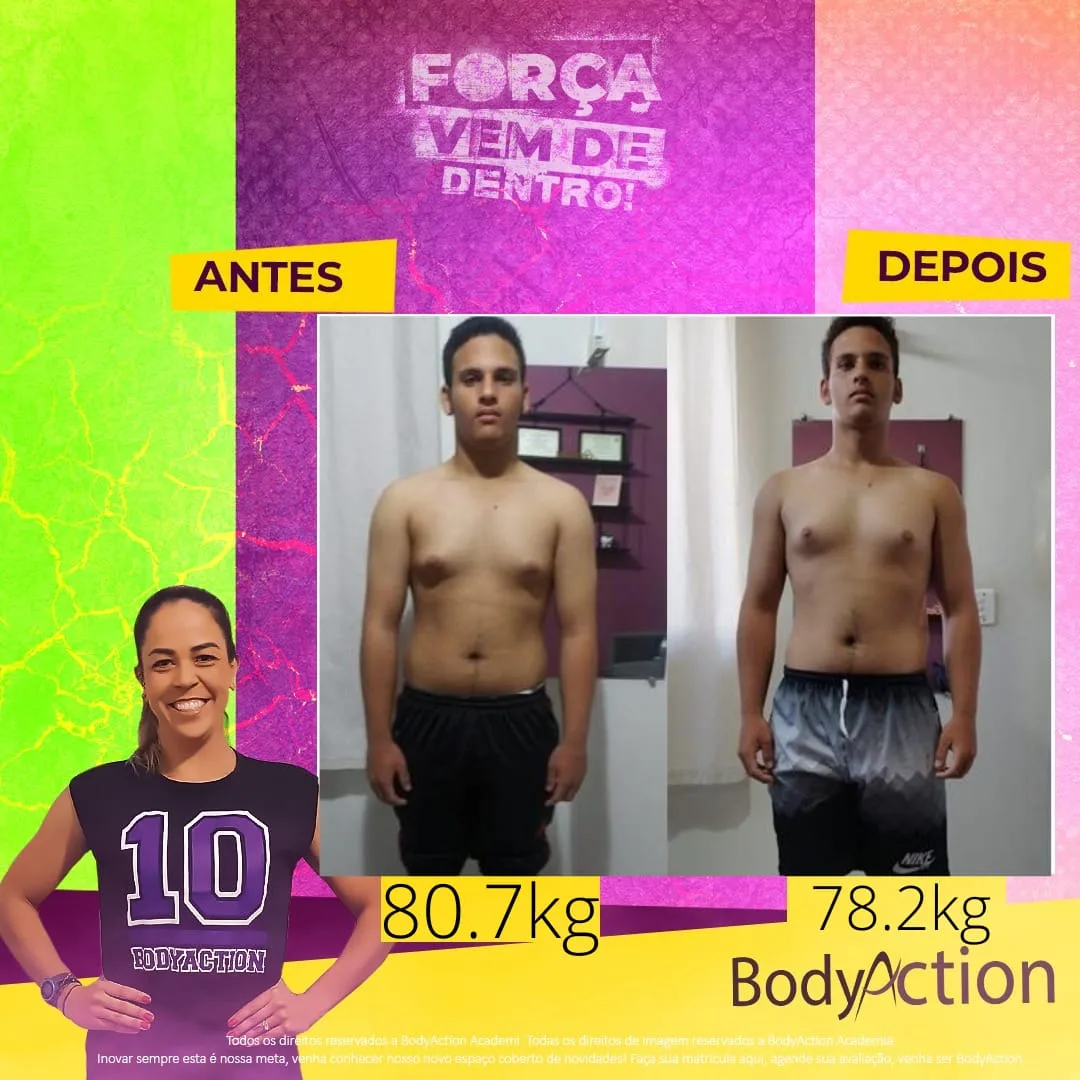 FORÇA
VEM DE
DENTRO!
ANTES
DEPOIS
10
BODYACTION
NIKE
80.7kg
78.2kg
BodyAction
Todos os direitos reservados a BodyAction Academi Todas os direitos de imagem reservados a BodyAction Academia
Inovar sempre esta é nossa meta, venha conhecer nosso novo espaço coberto de novidades! Faça sua matricula aqui, agende sua avaliação, venha ser BodyAction